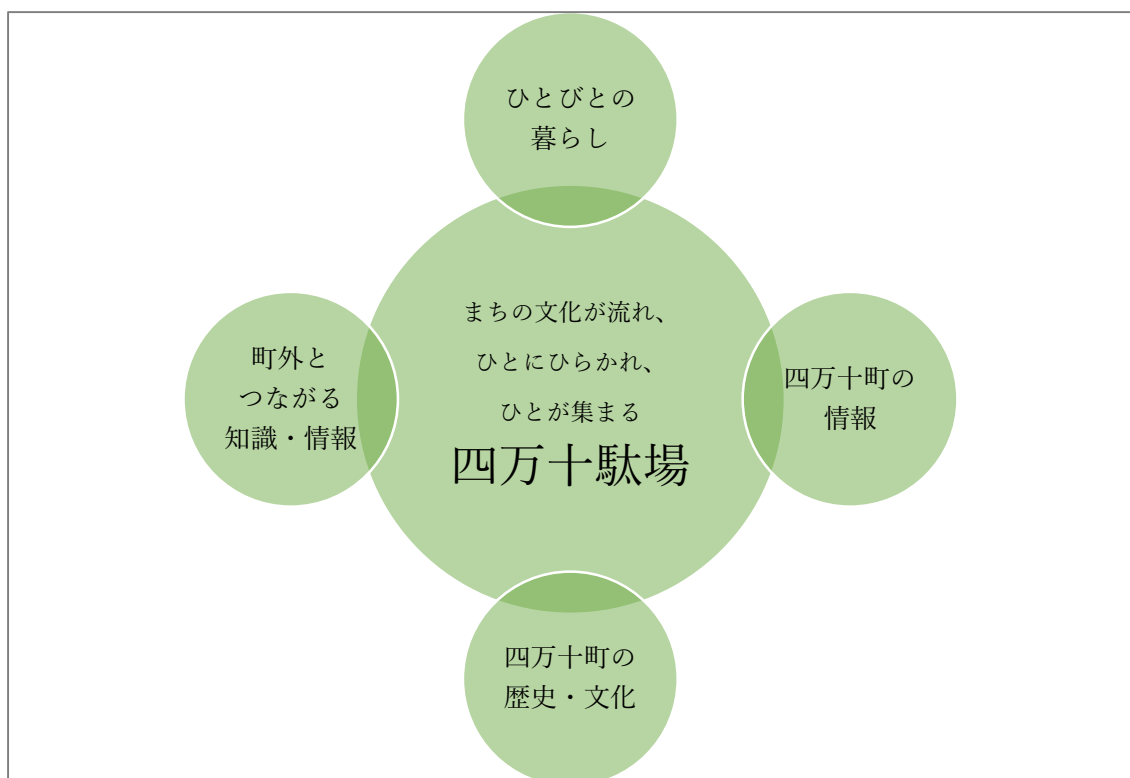 ひとびとの
暮らし
まちの文化が流れ、
ひとにひらかれ、
ひとが集まる
四万十駄場
町外と
つながる
知識・情報
四万十町の
情報
四万十町の
歴史・文化